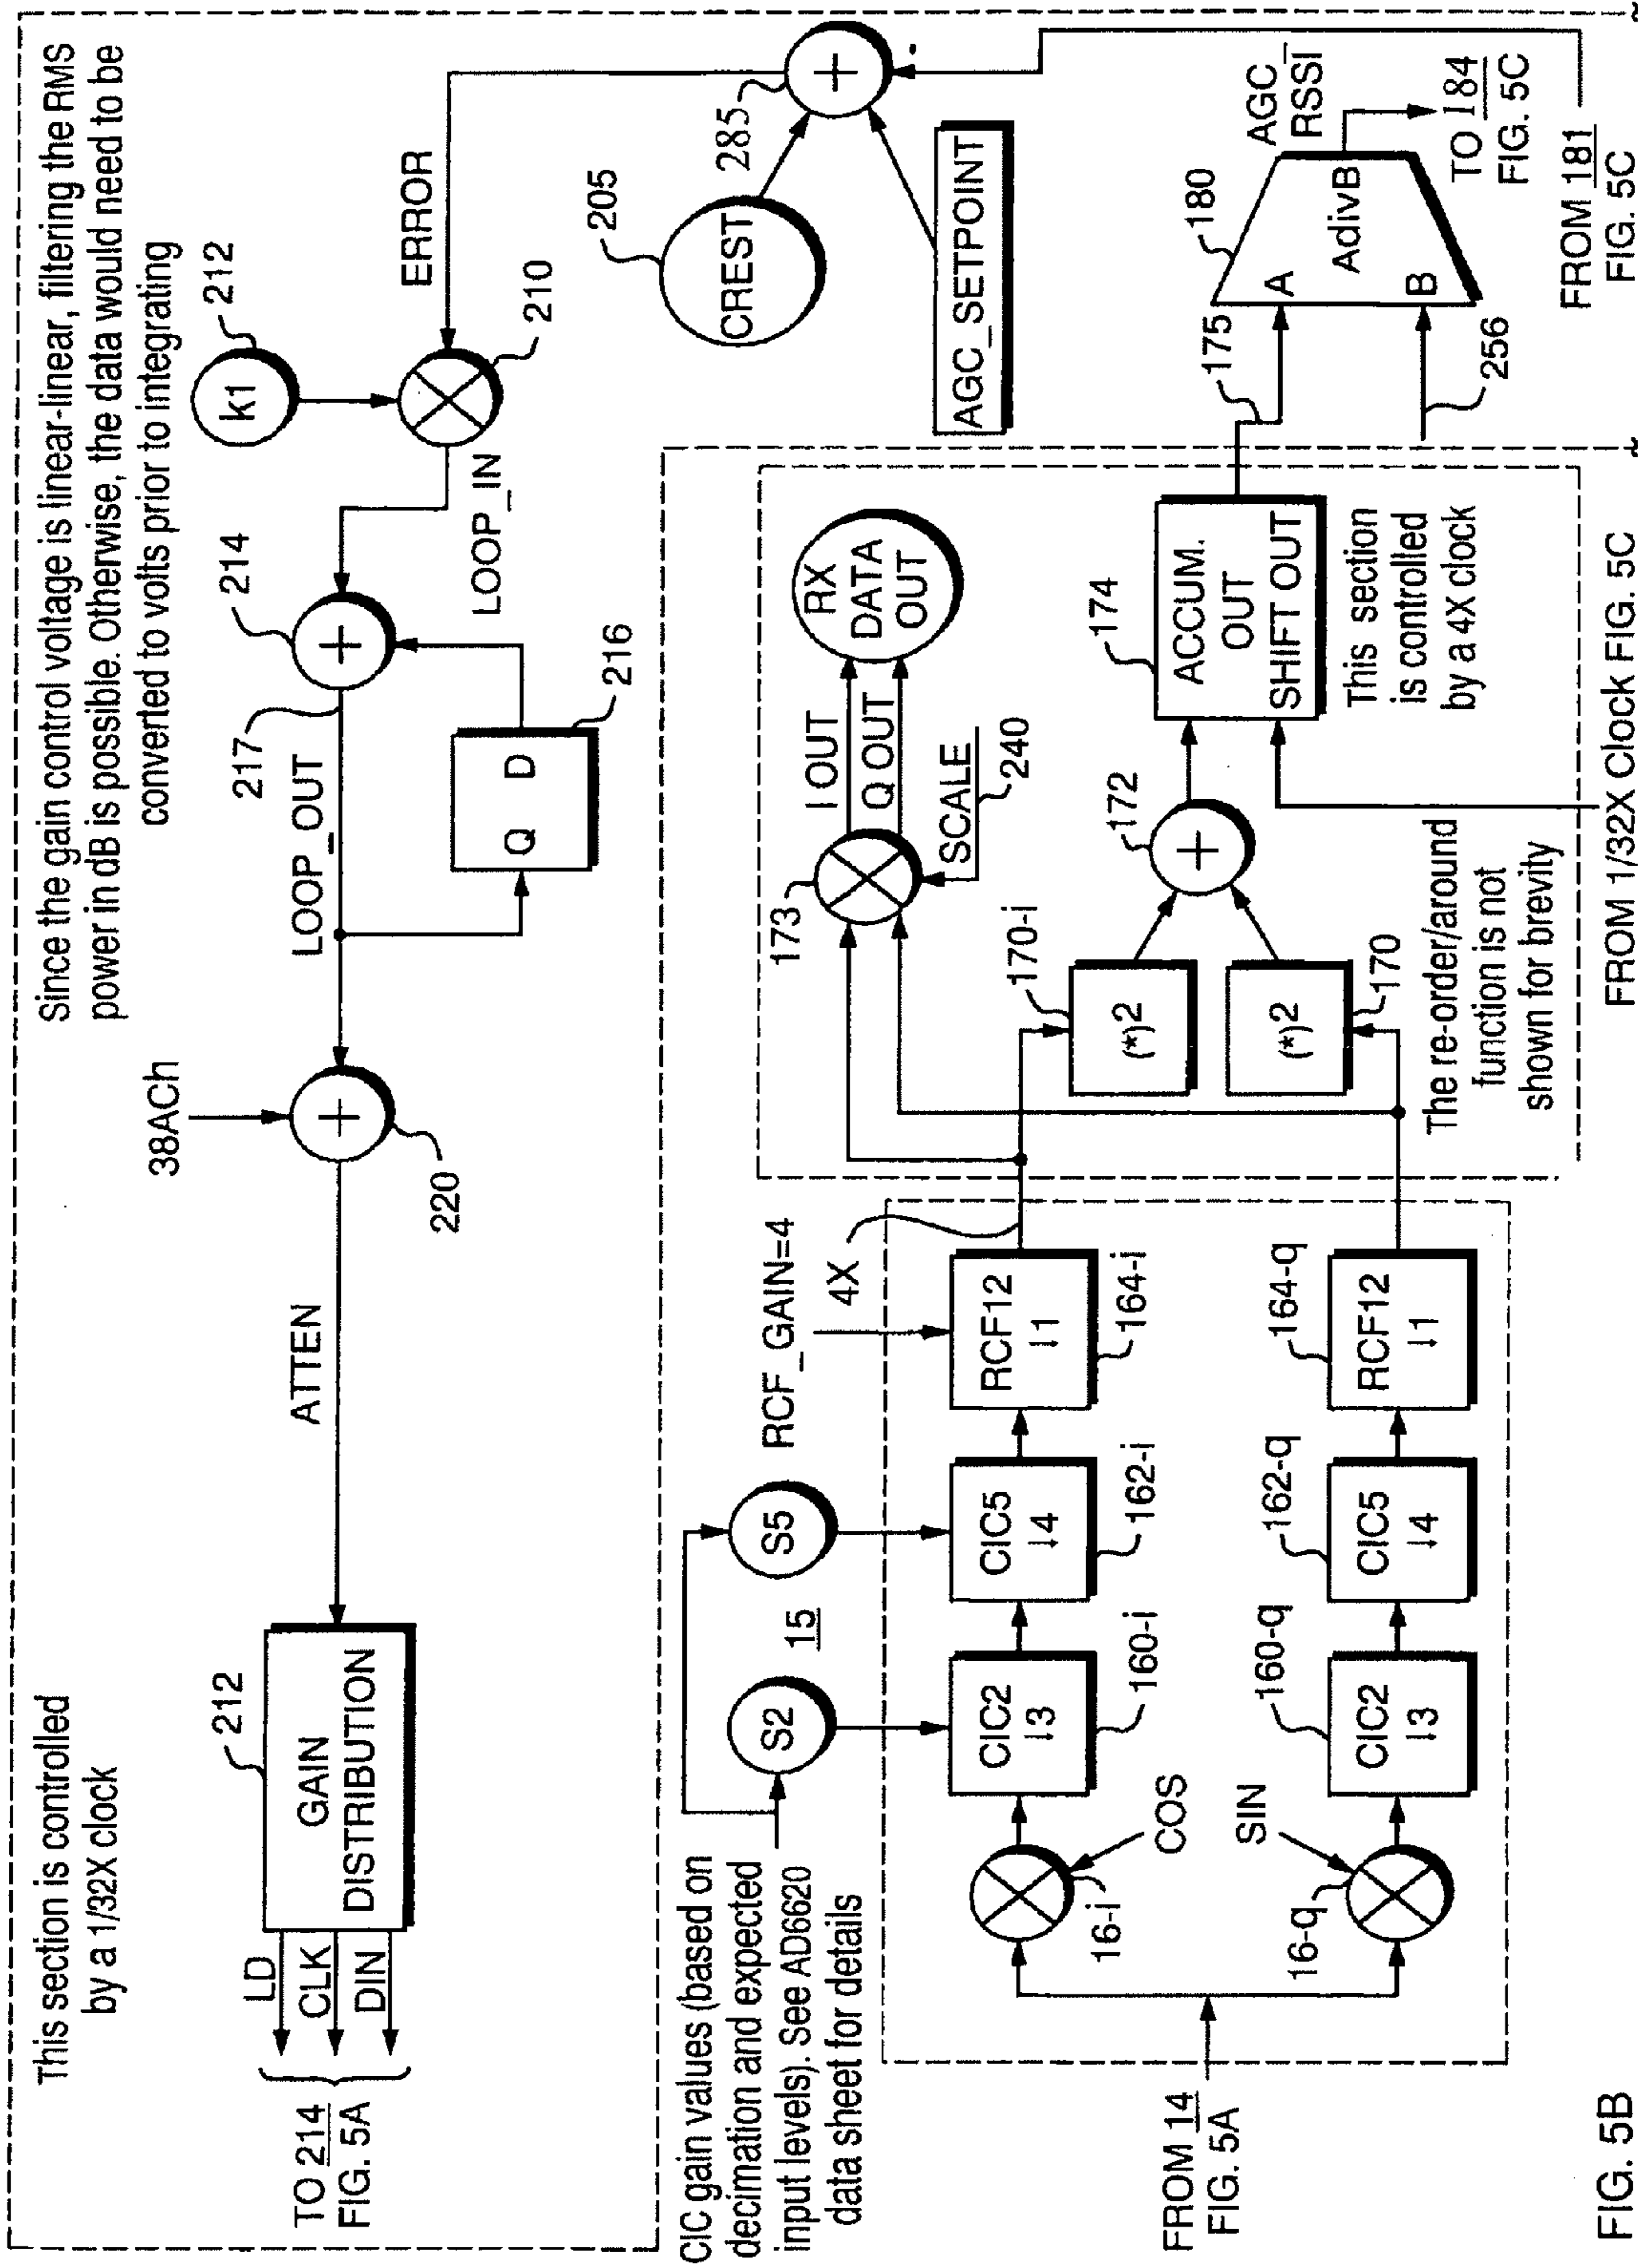 This section is controlled
by a 1/32X clock
Since the gain control voltage is linear-linear, filtering the RMS
power in dB is possible. Otherwise, the data would need to be
converted to volts prior to integrating
TO 214
FIG. 5A
LD
CLK
DIN
212
GAIN
DISTRIBUTION
ATTEN
38ACh
+
220
LOOP_OUT
217
+
214
Q D
216
LOOP_IN
k1
212
210
ERROR
CREST
205
285
+
AGC_SETPOINT
CIC gain values (based on
decimation and expected
input levels). See AD6620
data sheet for details
S2
15
S5
RCF_GAIN=4
4X
FROM 14
FIG. 5A
16-i
COS
16-q
SIN
CIC2
↓3
160-i
CIC5
↓4
162-i
RCF12
↓1
164-i
CIC2
↓3
160-q
CIC5
↓4
162-q
RCF12
↓1
164-q
173
I OUT
Q OUT
SCALE
240
RX
DATA
OUT
(*)2
170-i
(*)2
170
+
172
ACCUM.
OUT
SHIFT OUT
174
This section
is controlled
by a 4X clock
The re-order/around
function is not
shown for brevity
FROM 1/32X Clock FIG. 5C
175
256
A
B
AdivB
180
AGC_
RSSI
TO 184
FIG. 5C
FROM 181
FIG. 5C
FIG. 5B